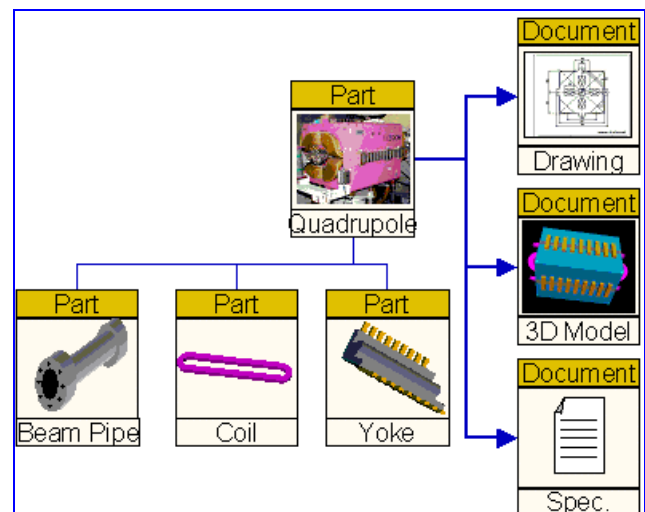 Document
Drawing
Part
Quadrupole
Document
3D Model
Part
Beam Pipe
Part
Coil
Part
Yoke
Document
Spec.